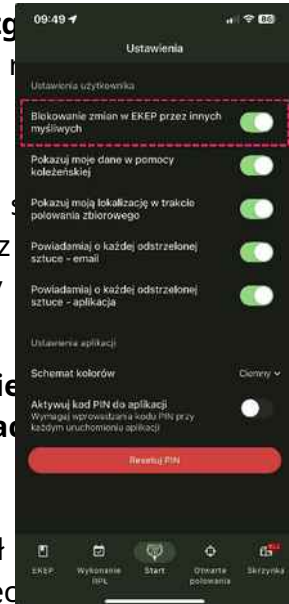 09:49
88
Ustawienia
Ustawienia użytkownika
Blokowanie zmian w EKEP przez innych
myśliwych
Pokazuj moje dane w pomocy
koleżeńskiej
Pokazuj moją lokalizację w trakcie
polowania zbiorowego
Powiadamiaj o każdej odstrzelonej
sztuce - email
Powiadamiaj o każdej odstrzelonej
sztuce - aplikacja
Ustawienia aplikacji
Schemat kolorów
Ciemny
Aktywuj kod PIN do aplikacji
Wymagaj wprowadzania kodu PIN przy
każdym uruchomieniu aplikacji
Resetuj PIN
EKEP
Wykonanie
RPŁ
Start
Otwarte
polowania
Skrzynka